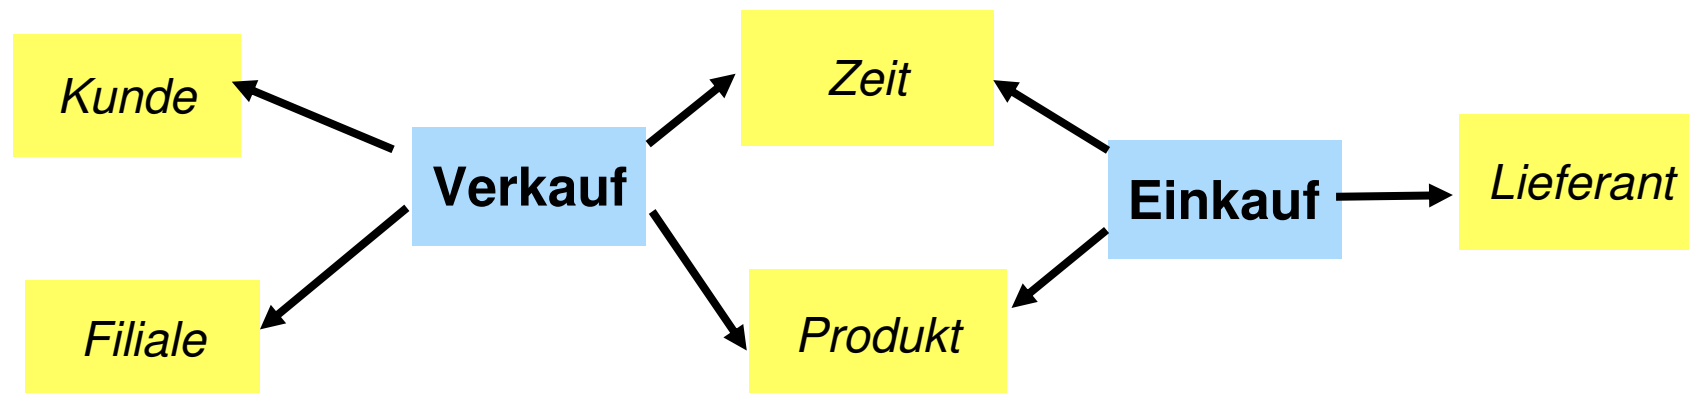 Kunde
Zeit
Verkauf
Einkauf
Lieferant
Filiale
Produkt